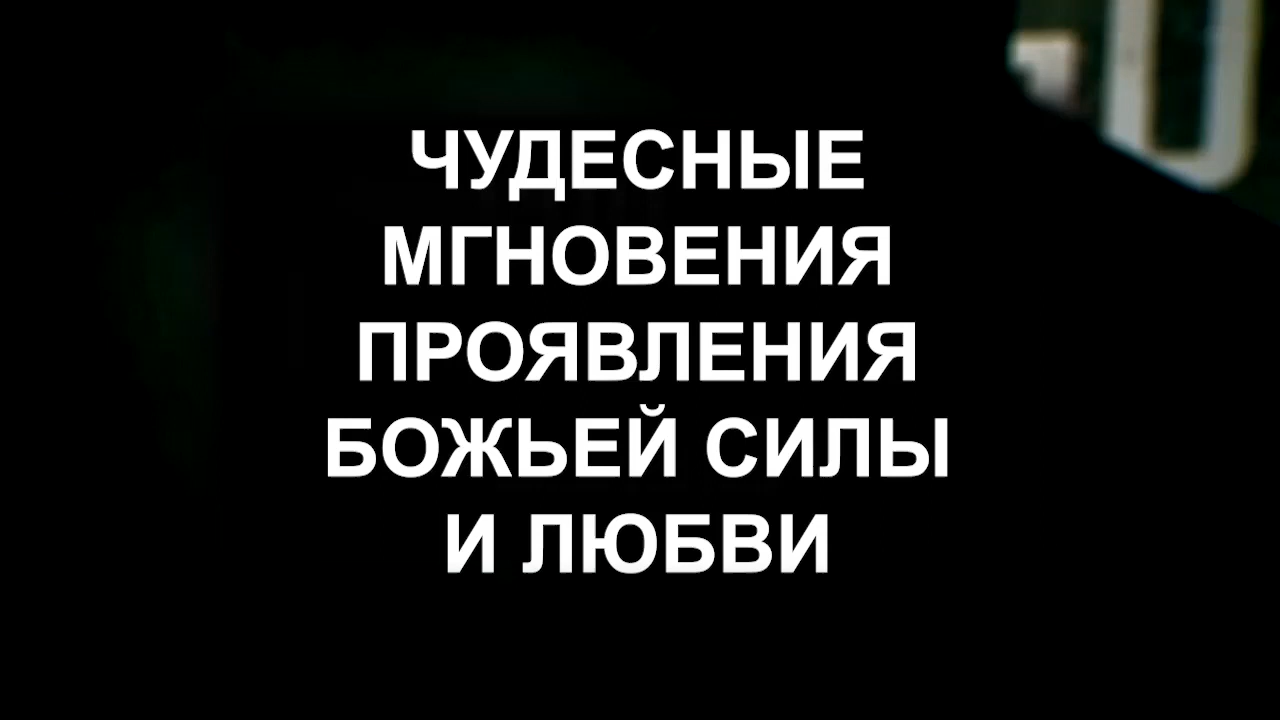 ЧУДЕСНЫЕ
МГНОВЕНИЯ
ПРОЯВЛЕНИЯ
БОЖЬЕЙ СИЛЫ
И ЛЮБВИ